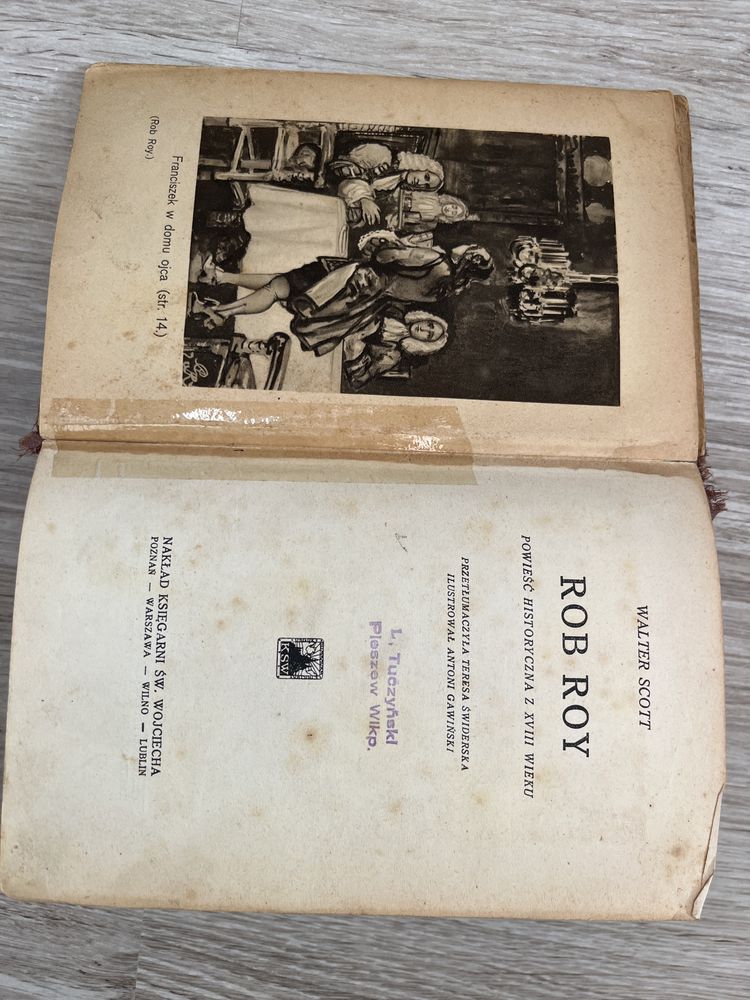 Franciszek w domu ojca (str. 14.)
(Rob Roy.)
WALTER SCOTT
ROB ROY
POWIEŚĆ HISTORYCZNA Z XVIII WIEKU
PRZETŁUMACZYŁA TERESA ŚWIDERSKA
ILUSTROWAŁ ANTONI GAWIŃSKI
L. Tuczyński
Pleszew Wlkp.
KSW
NAKŁAD KSIĘGARNI ŚW. WOJCIECHA
POZNAŃ — WARSZAWA — WILNO — LUBLIN